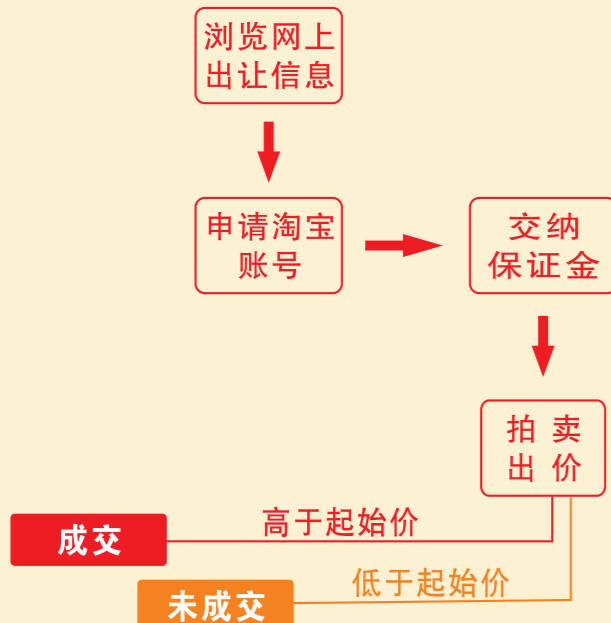 浏览网上
出让信息
申请淘宝
账号
交纳
保证金
拍卖
出价
高于起始价
成交
低于起始价
未成交